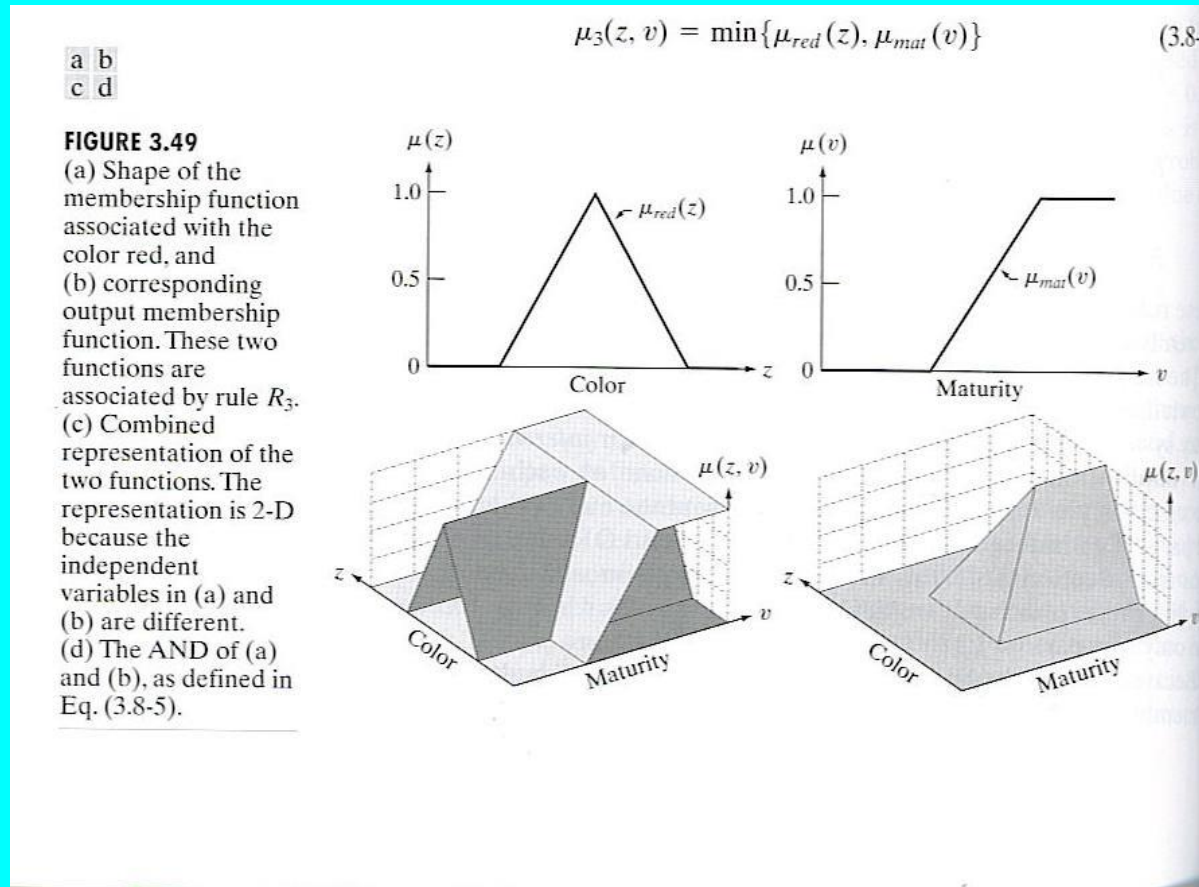 μ₃(z, v) = min{μred (z), μmat (v)}
(3.8-
a b
c d
FIGURE 3.49
(a) Shape of the
membership function
associated with the
color red, and
(b) corresponding
output membership
function. These two
functions are
associated by rule R₃.
(c) Combined
representation of the
two functions. The
representation is 2-D
because the
independent
variables in (a) and
(b) are different.
(d) The AND of (a)
and (b), as defined in
Eq. (3.8-5).
μ(z)
1.0
μred(z)
0.5
0
z
Color
μ(v)
1.0
0.5
μmat(v)
0
v
Maturity
μ(z, v)
z
Color
Maturity
v
μ(z, v)
z
Color
Maturity